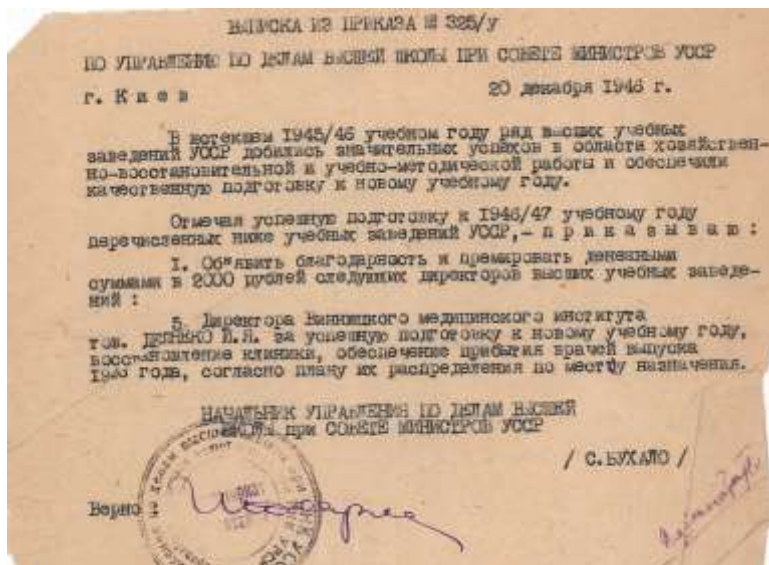 ВЫПИСКА ИЗ ПРИКАЗА № 325/у
ПО УПРАВЛЕНИЮ ПО ДЕЛАМ ВЫСШЕЙ ШКОЛЫ ПРИ СОВЕТЕ МИНИСТРОВ УССР
г. К и е в 20 декабря 1946 г.
В истекшем 1945/46 учебном году ряд высших учебных
заведений УССР добились значительных успехов в области хозяйствен-
но-восстановительной и учебно-методической работы и обеспечили
качественную подготовку к новому учебному году.
Отмечая успешную подготовку к 1946/47 учебному году
перечисленных ниже учебных заведений УССР,- п р и к а з ы в а ю :
I. Об"явить благодарность и премировать денежными
суммами в 2000 рублей следующих директоров высших учебных заведе-
ний :
5. Директора Винницкого медицинского института
тов. И.Я. за успешную подготовку к новому учебному году,
восстановление клиники, обеспечение прибытия врачей выпуска
года, согласно плану их распределения по месту назначения.
НАЧАЛЬНИК УПРАВЛЕНИЯ ПО ДЕЛАМ ВЫСШЕЙ
ШКОЛЫ при СОВЕТЕ МИНИСТРОВ УССР
/ С.БУХАЛО /
Верно